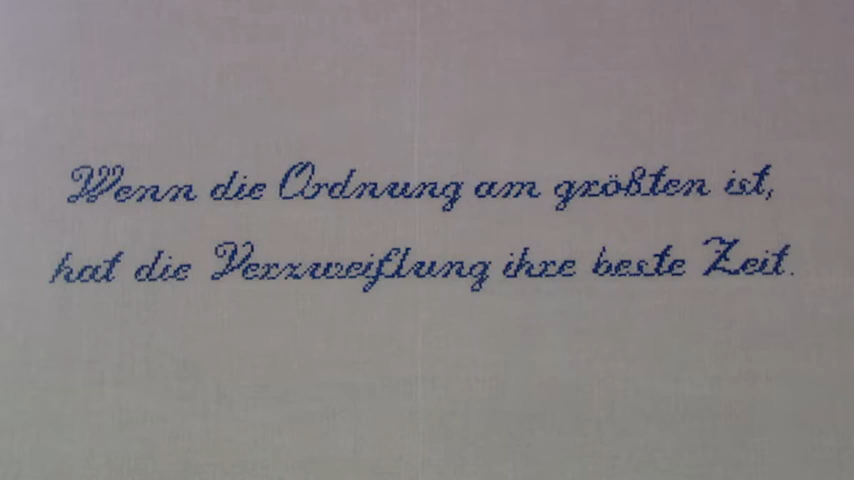 Wenn die Ordnung am größten ist,
hat die Verzweiflung ihre beste Zeit.